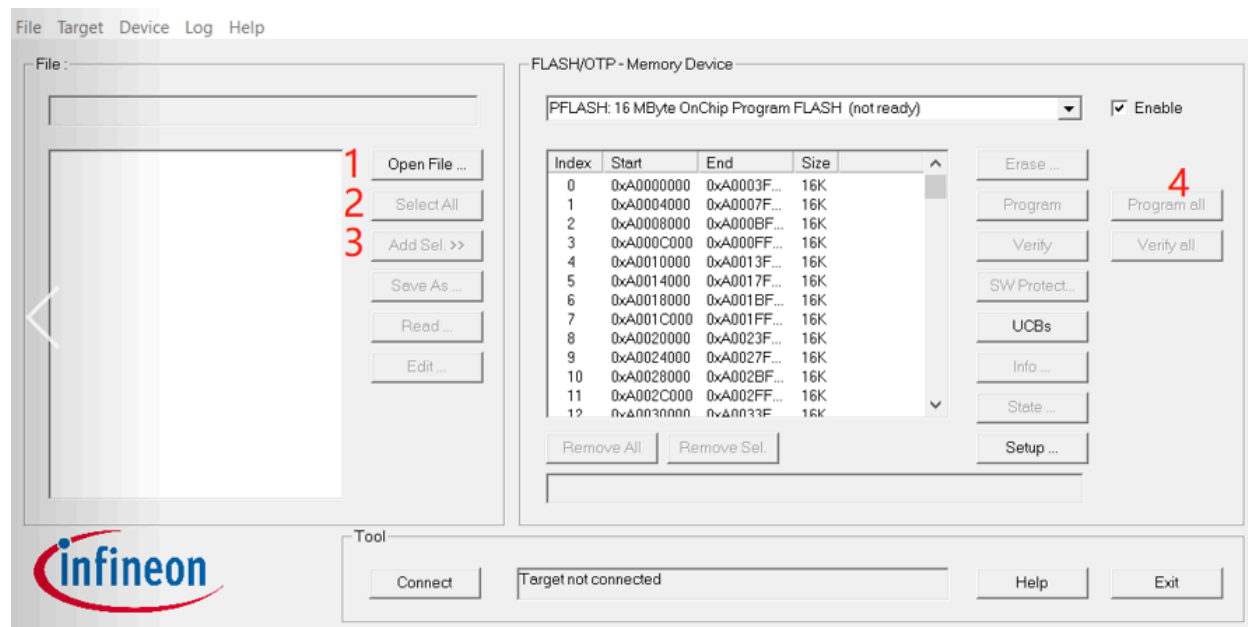 File Target Device Log Help
File :
1 Open File ...
2 Select All
3 Add Sel. >>
Save As ...
Read ...
Edit ...
FLASH/OTP - Memory Device
PFLASH: 16 MByte OnChip Program FLASH (not ready)
Enable
Index Start End Size
0 0xA0000000 0xA0003F... 16K
1 0xA0004000 0xA0007F... 16K
2 0xA0008000 0xA000BF... 16K
3 0xA000C000 0xA000FF... 16K
4 0xA0010000 0xA0013F... 16K
5 0xA0014000 0xA0017F... 16K
6 0xA0018000 0xA001BF... 16K
7 0xA001C000 0xA001FF... 16K
8 0xA0020000 0xA0023F... 16K
9 0xA0024000 0xA0027F... 16K
10 0xA0028000 0xA002BF... 16K
11 0xA002C000 0xA002FF... 16K
12 0xA0030000 0xA0033F... 16K
Erase ...
Program
Verify
SW Protect...
UCBs
Info ...
State ...
Setup ...
4
Program all
Verify all
Remove All Remove Sel.
infineon
Tool
Connect Target not connected Help Exit